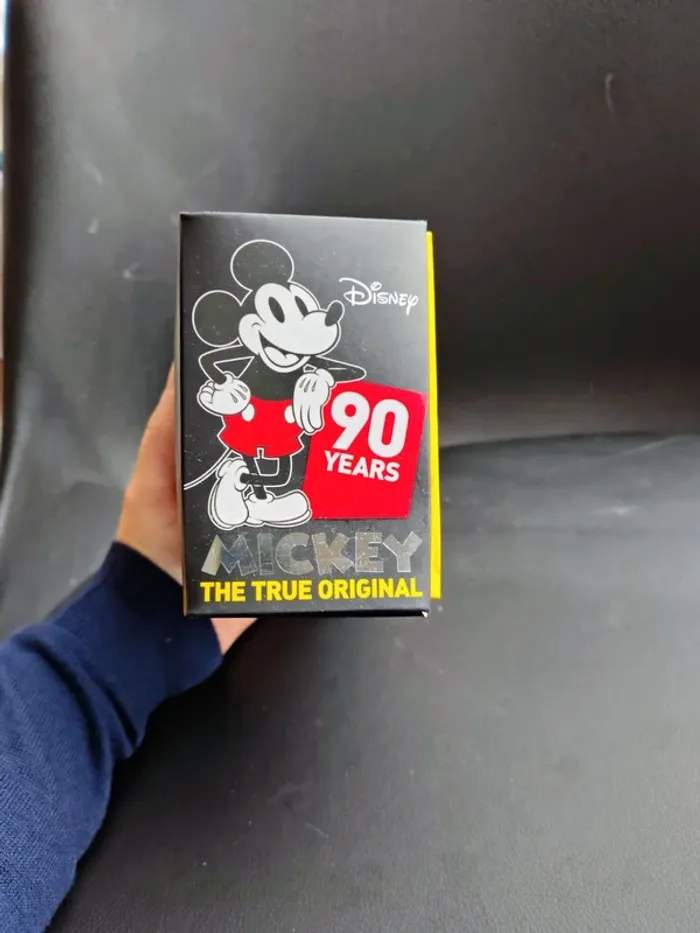 Disney
90
YEARS
MICKEY
THE TRUE ORIGINAL